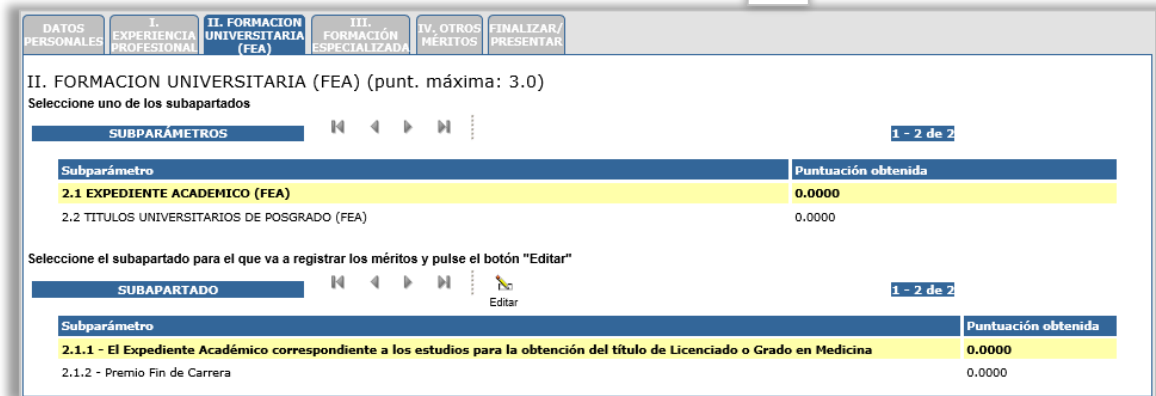 DATOS PERSONALES
I. EXPERIENCIA PROFESIONAL
II. FORMACION UNIVERSITARIA (FEA)
III. FORMACIÓN ESPECIALIZADA
IV. OTROS MÉRITOS
FINALIZAR/ PRESENTAR
II. FORMACION UNIVERSITARIA (FEA) (punt. máxima: 3.0)
Seleccione uno de los subapartados
SUBPARÁMETROS 1 - 2 de 2
Subparámetro Puntuación obtenida
2.1 EXPEDIENTE ACADEMICO (FEA) 0.0000
2.2 TITULOS UNIVERSITARIOS DE POSGRADO (FEA) 0.0000
Seleccione el subapartado para el que va a registrar los méritos y pulse el botón "Editar"
SUBAPARTADO Editar 1 - 2 de 2
Subparámetro Puntuación obtenida
2.1.1 - El Expediente Académico correspondiente a los estudios para la obtención del título de Licenciado o Grado en Medicina 0.0000
2.1.2 - Premio Fin de Carrera 0.0000